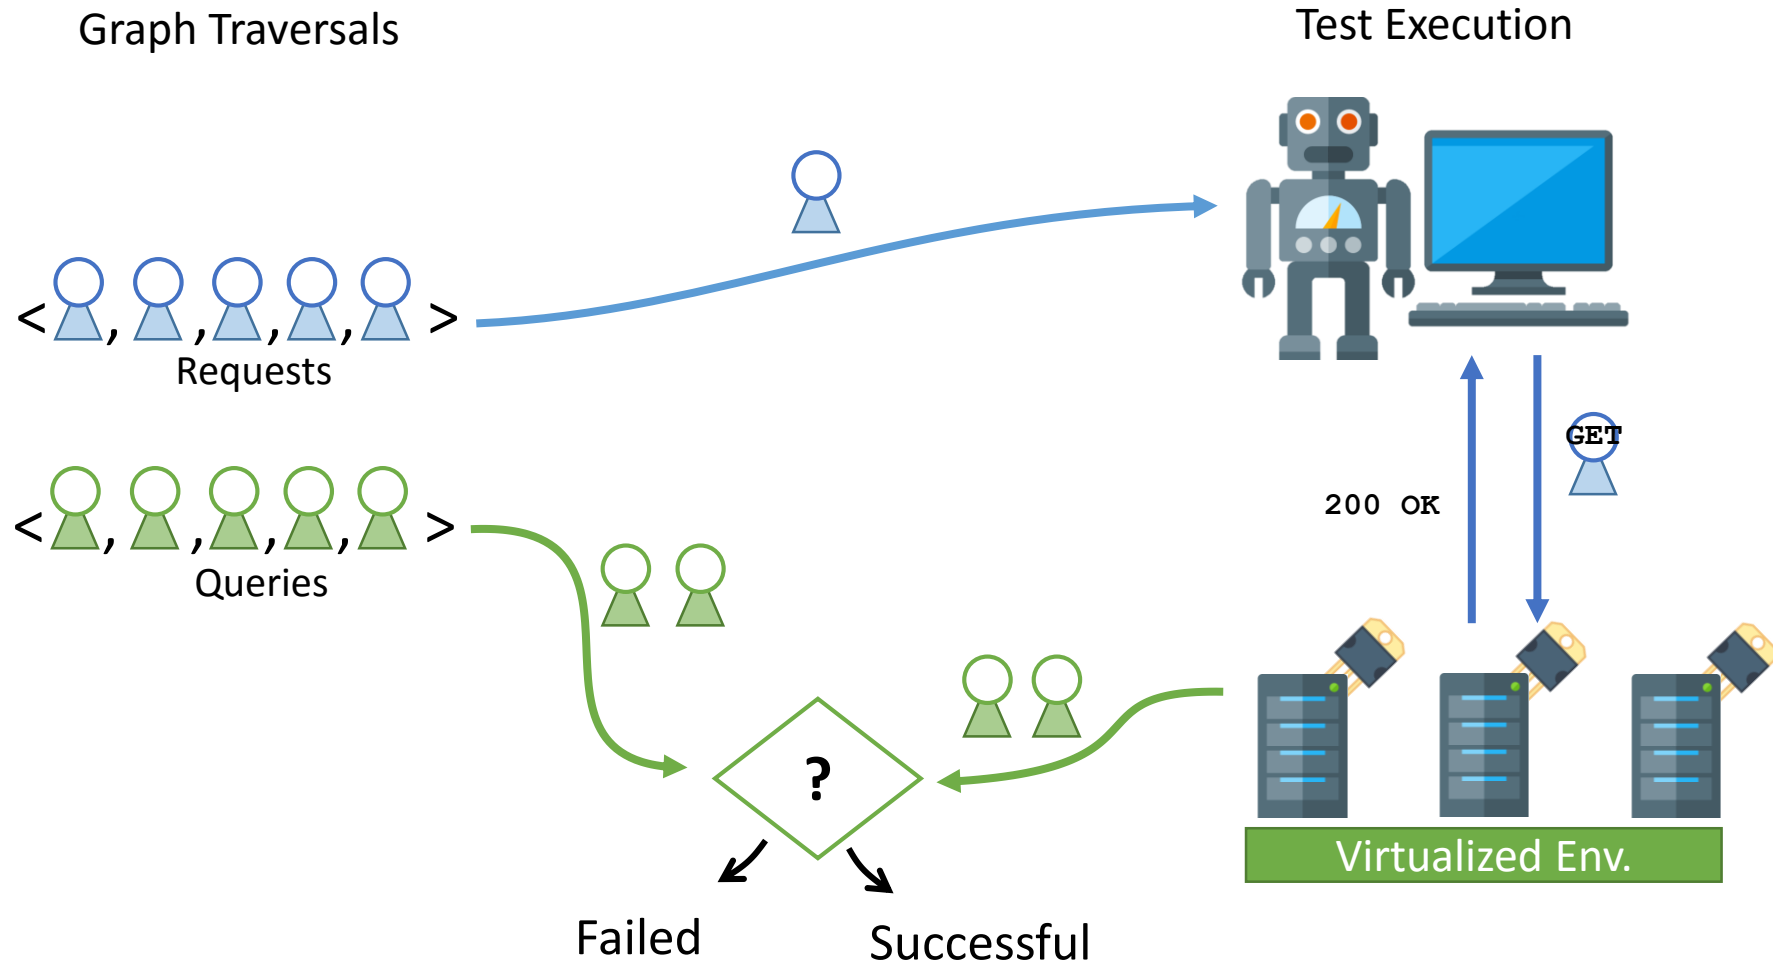 Graph Traversals
Test Execution
< , , , , >
Requests
GET
200 OK
< , , , , >
Queries
?
Virtualized Env.
Failed
Successful